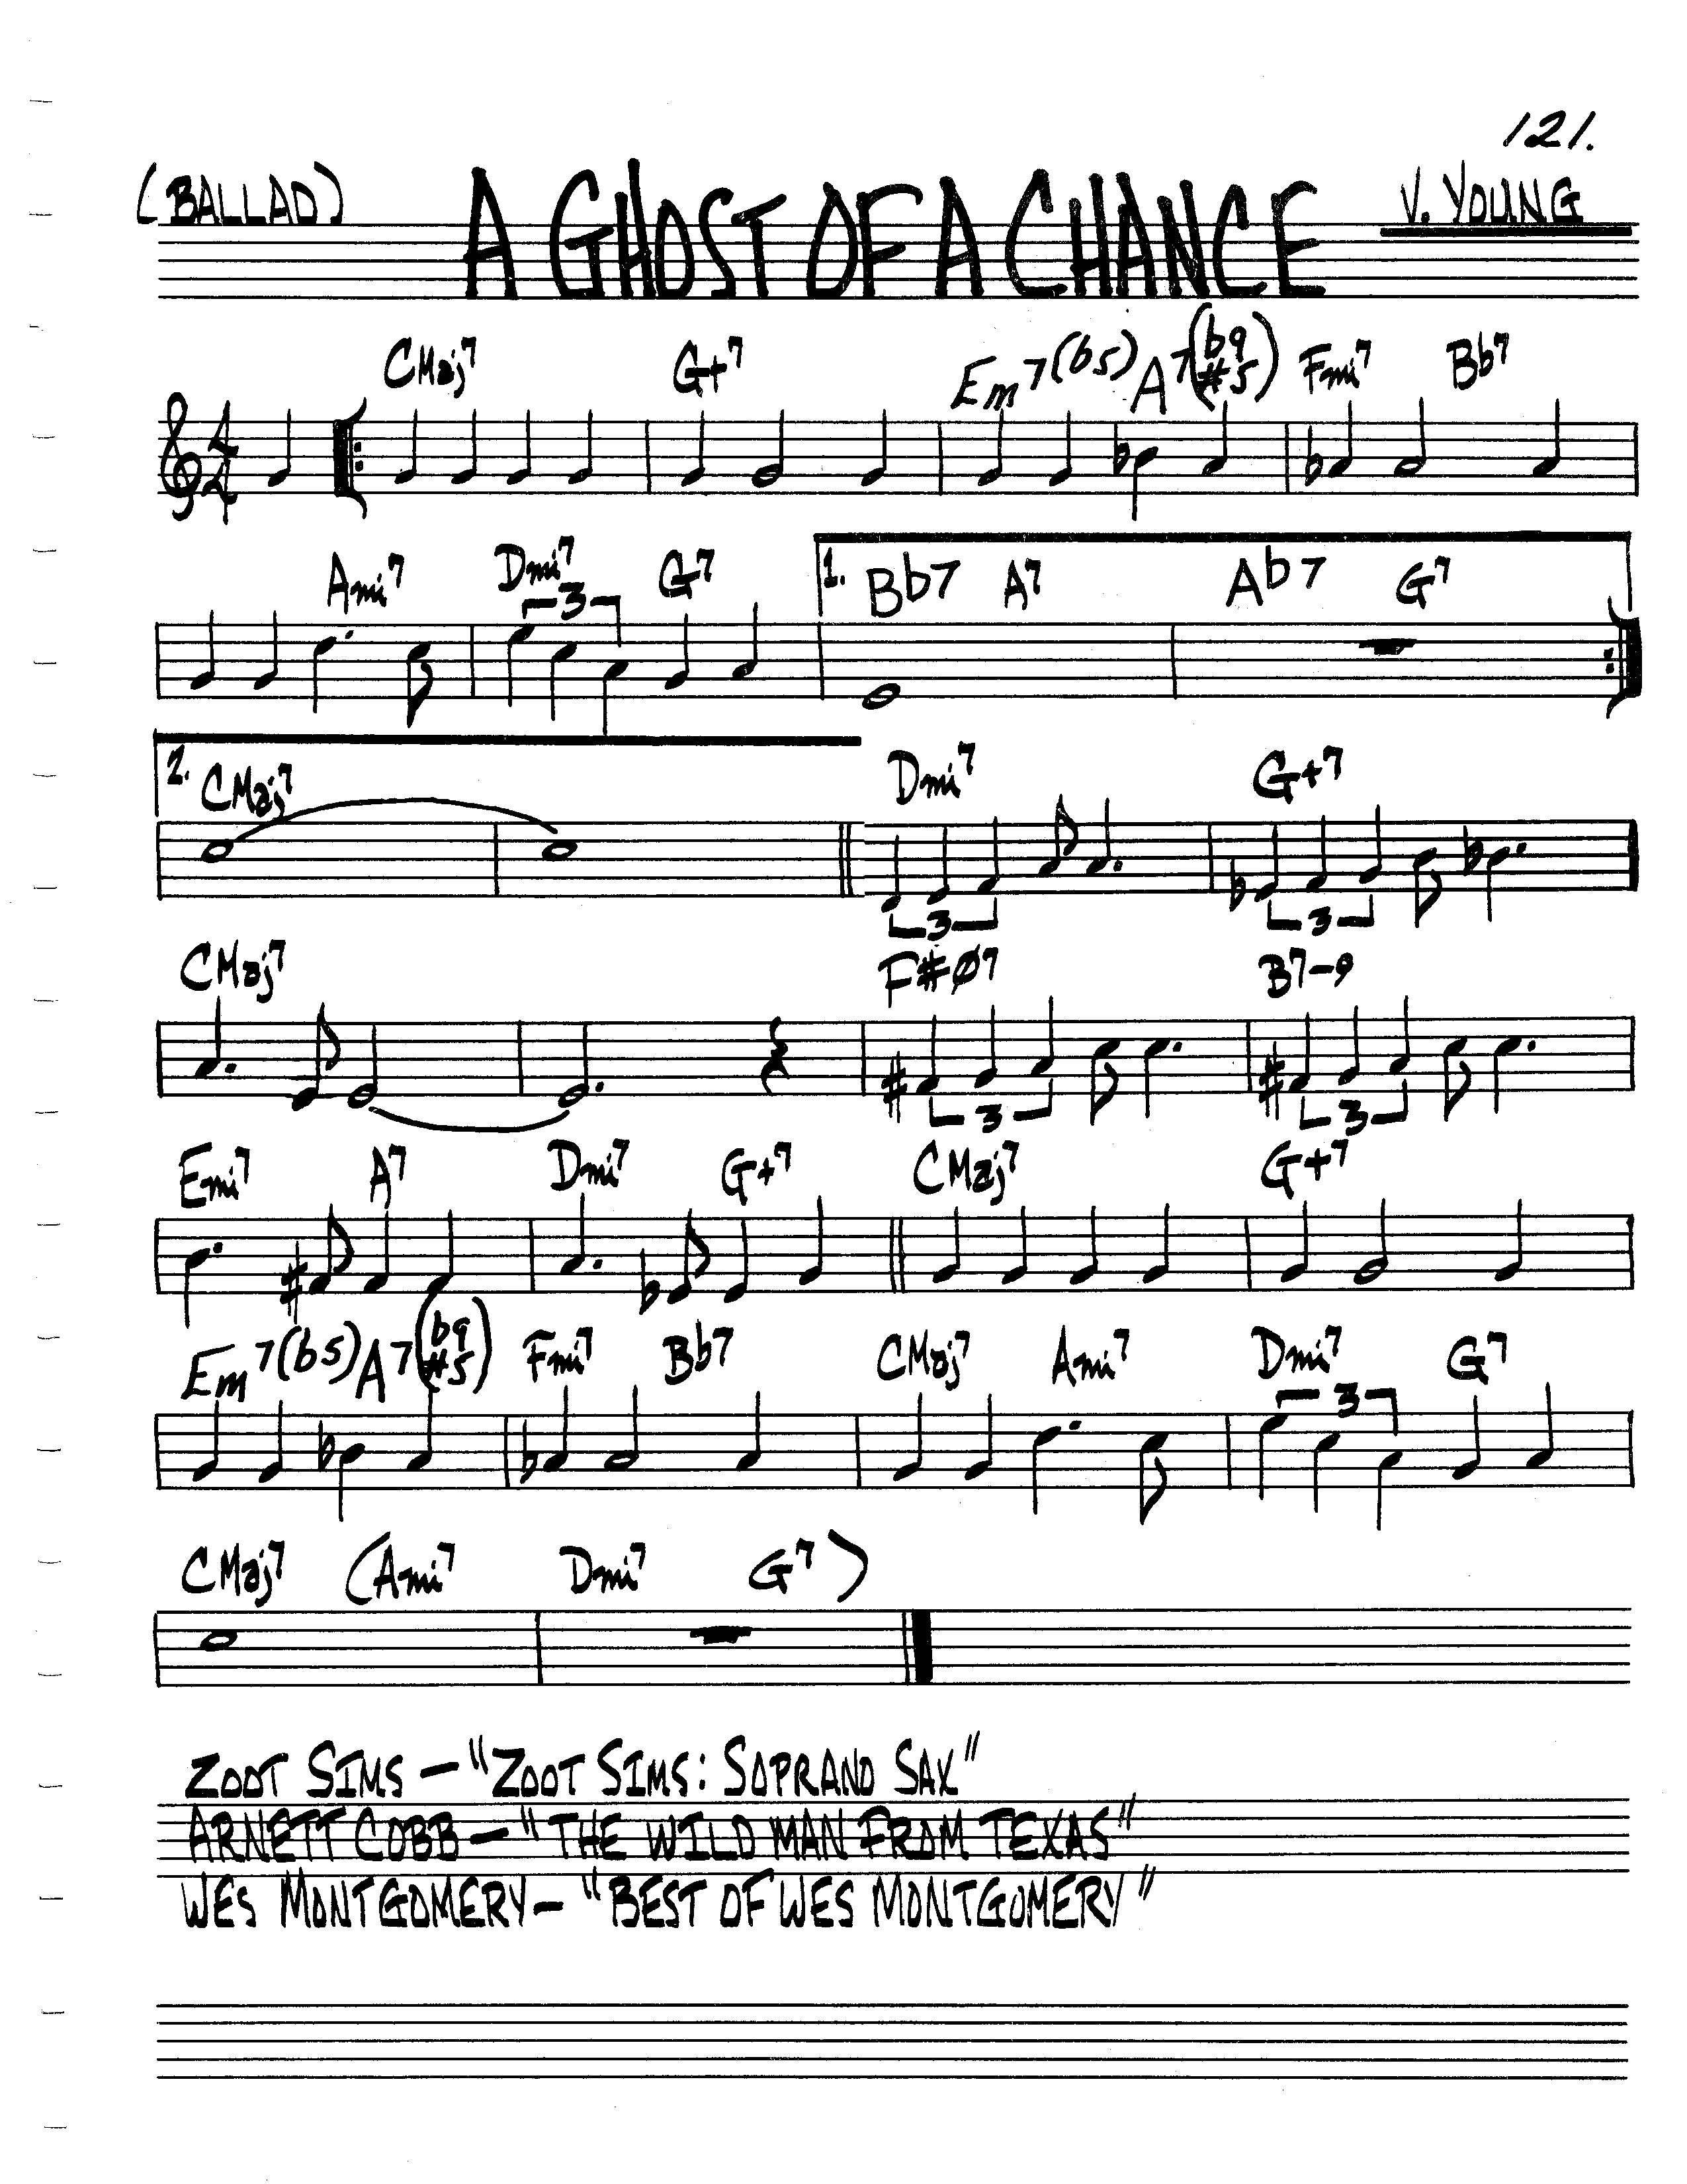 121.
(BALLAD) A GHOST OF A CHANCE V. YOUNG
CMaj7 G+7 Em7(b5) A7(b9 #5) Fmi7 Bb7
4 4
Ami7 Dmi7 G7 1. Bb7 A7 Ab7 G7
3
2. CMaj7 Dmi7 G+7
3 3
CMaj7 F#ø7 B7-9
3 3
Emi7 A7 Dmi7 G+7 CMaj7 G+7
Em7(b5) A7(b9 #5) Fmi7 Bb7 CMaj7 Ami7 Dmi7 G7
3
CMaj7 (Ami7 Dmi7 G7)
ZOOT SIMS – "ZOOT SIMS: SOPRANO SAX"
ARNETT COBB – "THE WILD MAN FROM TEXAS"
WES MONTGOMERY – "BEST OF WES MONTGOMERY"